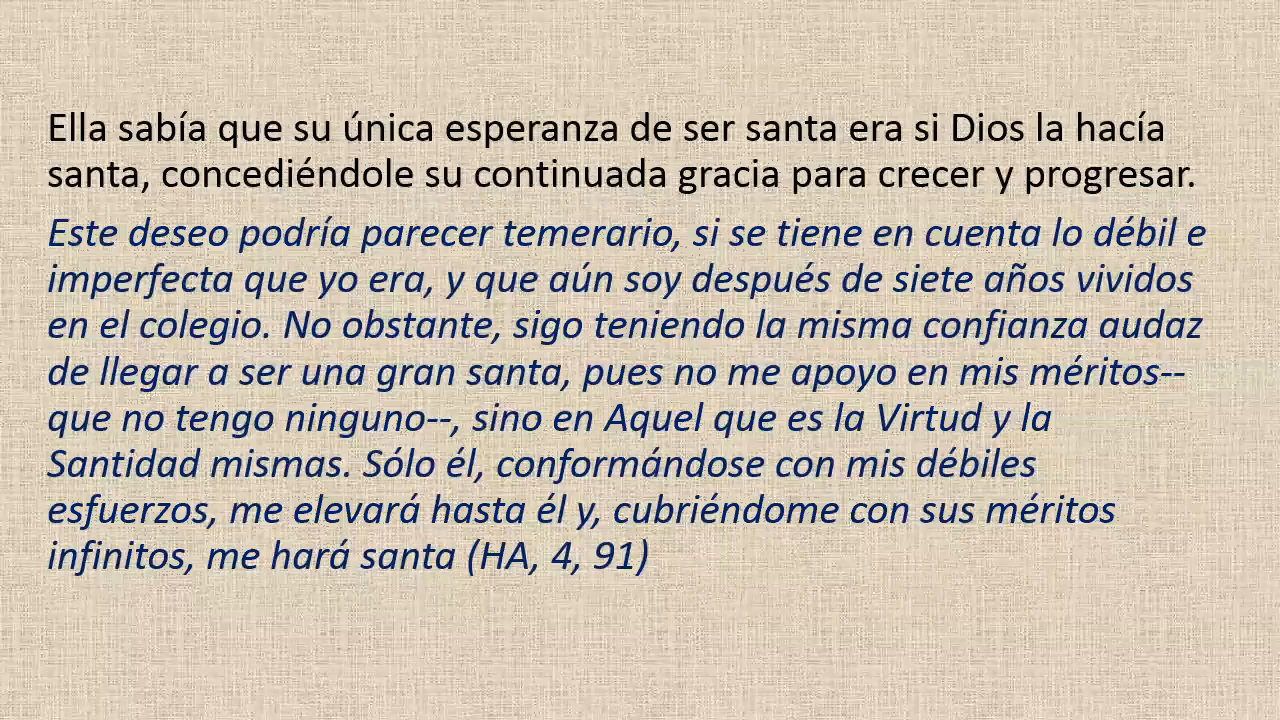 Ella sabía que su única esperanza de ser santa era si Dios la hacía
santa, concediéndole su continuada gracia para crecer y progresar.
Este deseo podría parecer temerario, si se tiene en cuenta lo débil e
imperfecta que yo era, y que aún soy después de siete años vividos
en el colegio. No obstante, sigo teniendo la misma confianza audaz
de llegar a ser una gran santa, pues no me apoyo en mis méritos--
que no tengo ninguno--, sino en Aquel que es la Virtud y la
Santidad mismas. Sólo él, conformándose con mis débiles
esfuerzos, me elevará hasta él y, cubriéndome con sus méritos
infinitos, me hará santa (HA, 4, 91)